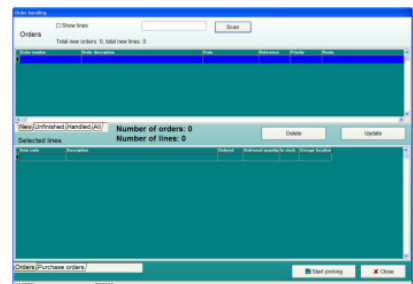 Order handling
Show lines
Scan
Orders
Total new orders: 0, total new lines: 0
Order number Order description Date Reference Priority Route
New Unfinished Handled All
Number of orders: 0
Number of lines: 0
Delete Update
Selected lines
Item code Description Ordered Delivered quantity In stock Storage location
Orders Purchase orders
Start picking Close